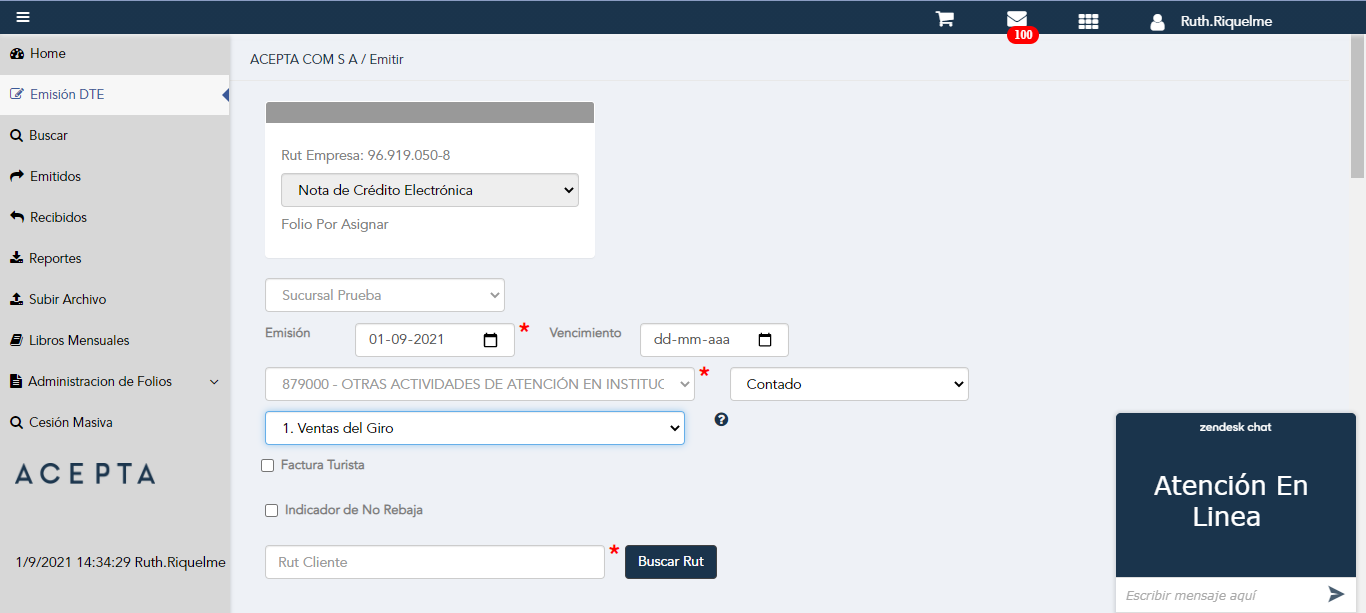 100
Ruth.Riquelme
Home
Emisión DTE
Buscar
Emitidos
Recibidos
Reportes
Subir Archivo
Libros Mensuales
Administracion de Folios
Cesión Masiva
ACEPTA
1/9/2021 14:34:29 Ruth.Riquelme
ACEPTA COM S A / Emitir
Rut Empresa: 96.919.050-8
Nota de Crédito Electrónica
Folio Por Asignar
Sucursal Prueba
Emisión 01-09-2021 * Vencimiento dd-mm-aaa
879000 - OTRAS ACTIVIDADES DE ATENCIÓN EN INSTITUC * Contado
1. Ventas del Giro ?
Factura Turista
Indicador de No Rebaja
Rut Cliente * Buscar Rut
zendesk chat
Atención En
Linea
Escribir mensaje aquí